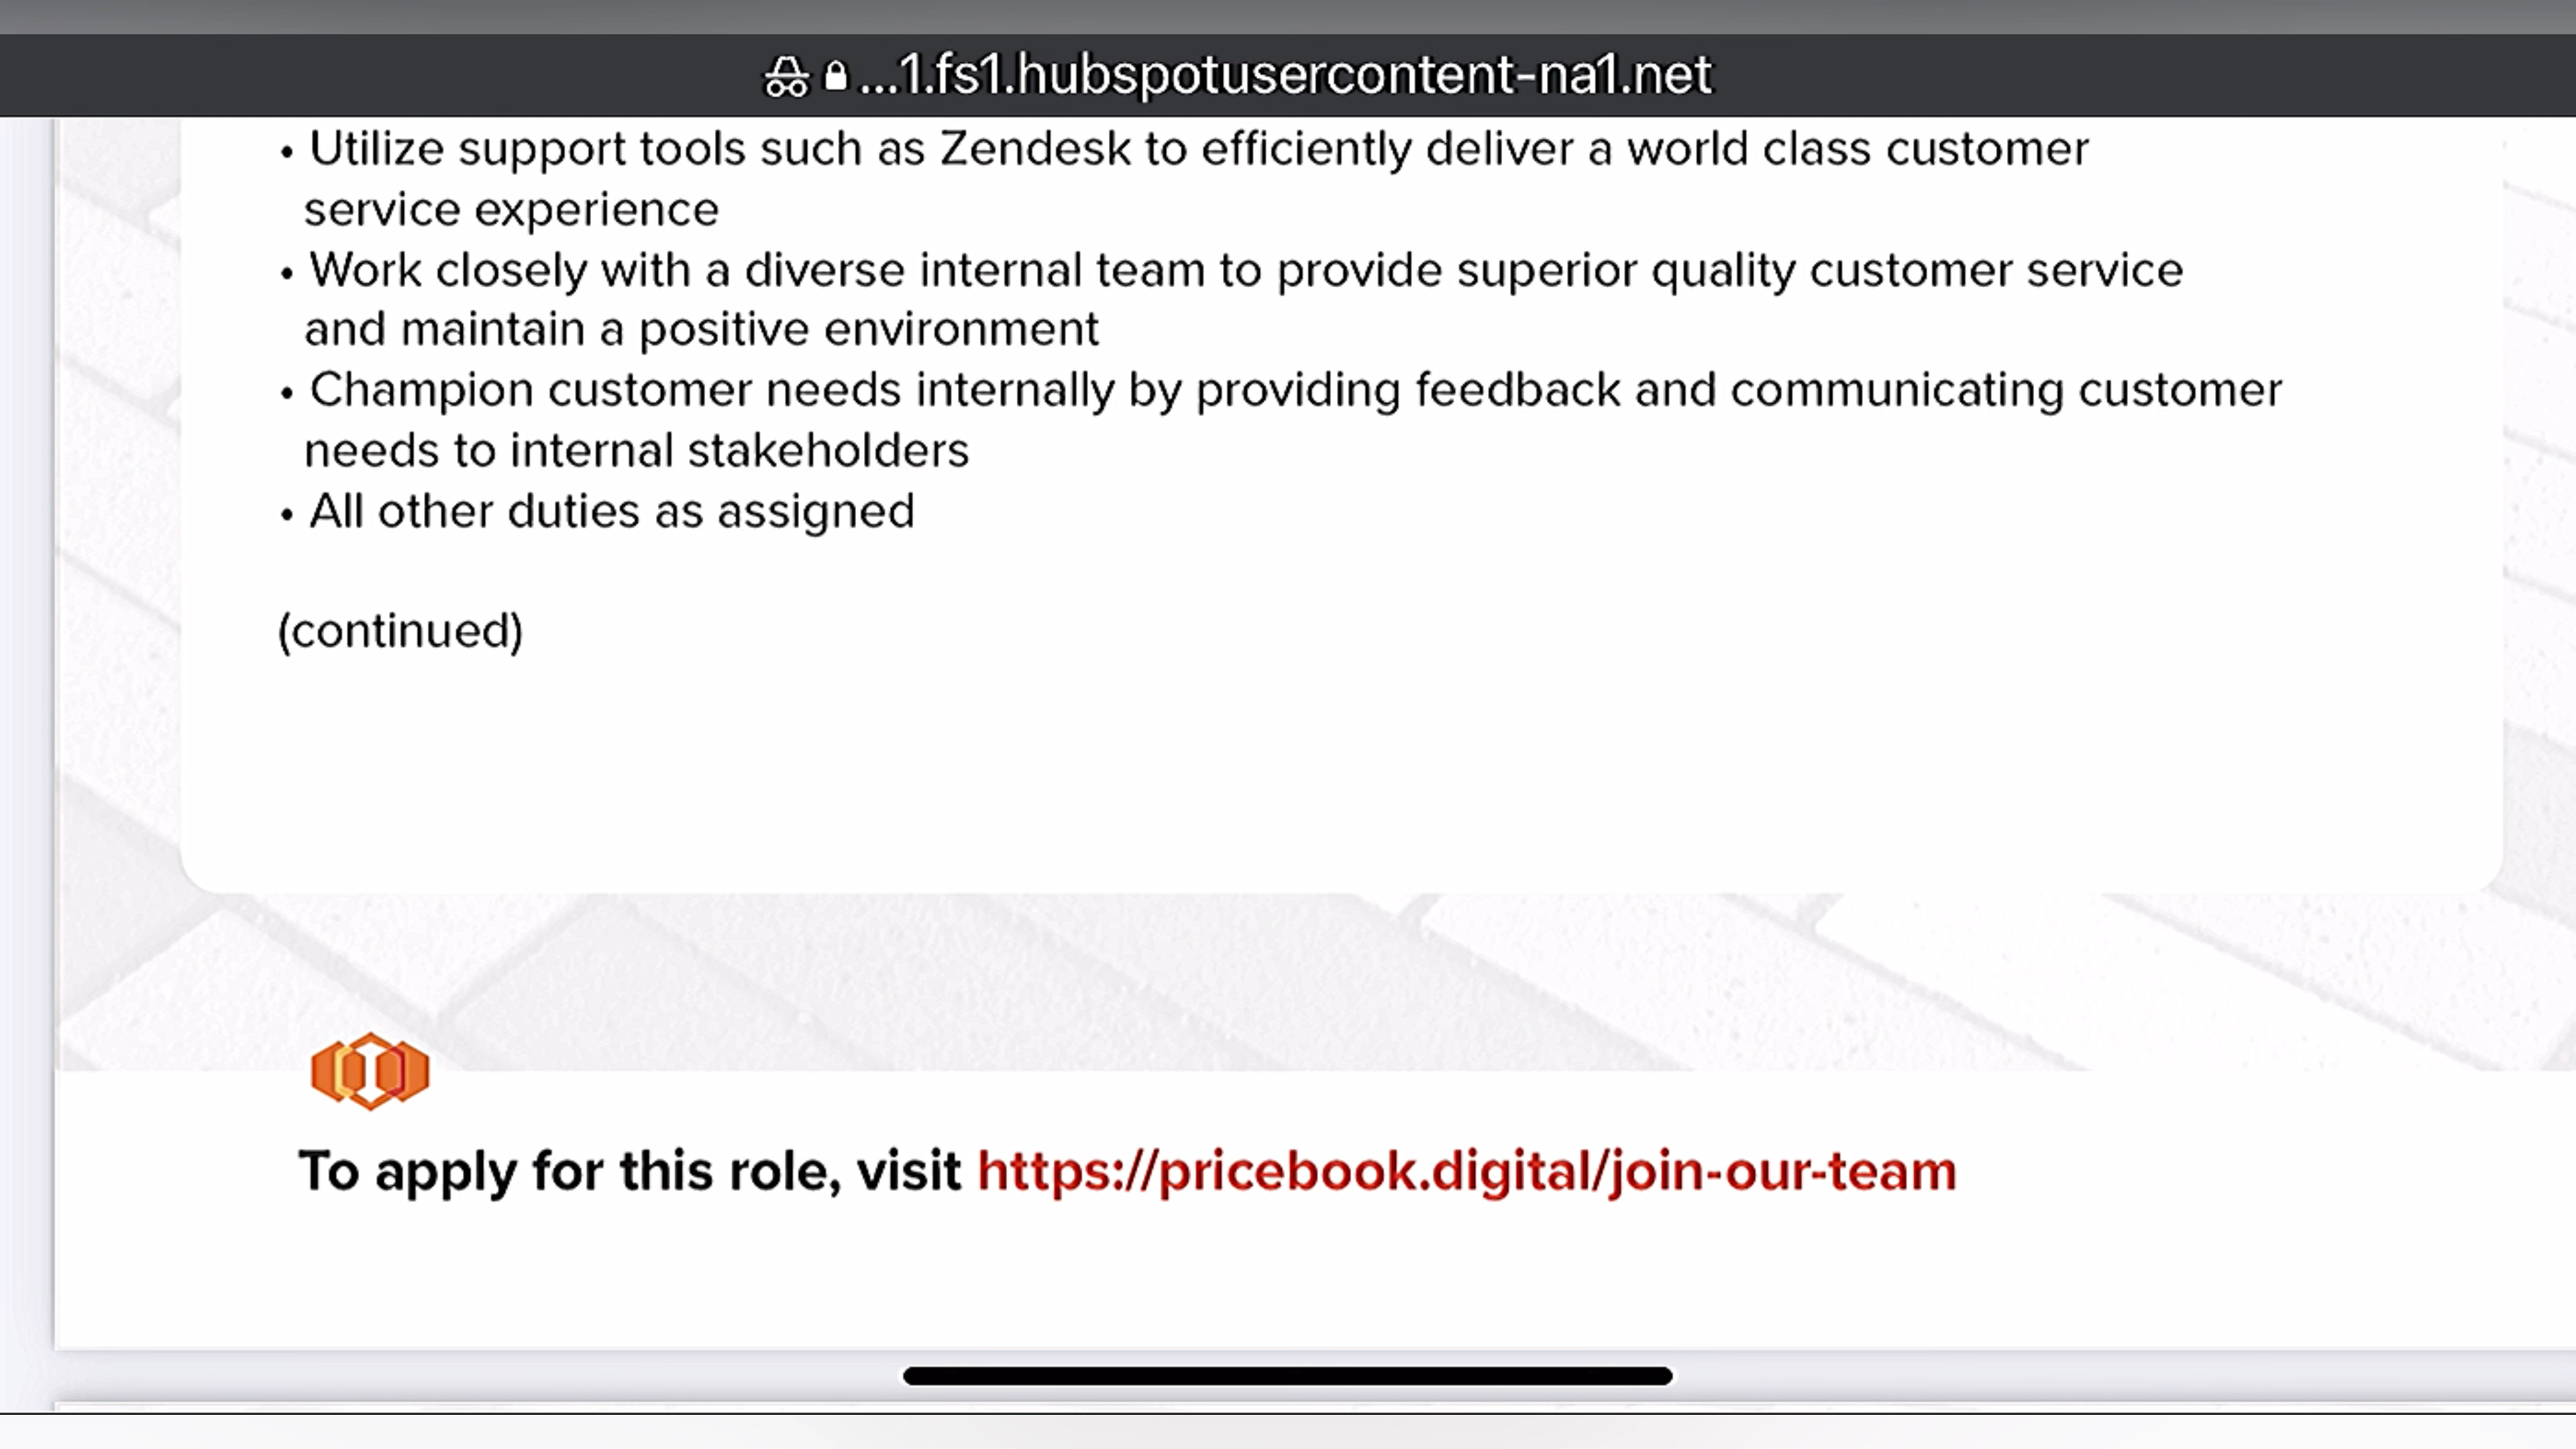 ...1.fs1.hubspotusercontent-na1.net
• Utilize support tools such as Zendesk to efficiently deliver a world class customer
service experience
• Work closely with a diverse internal team to provide superior quality customer service
and maintain a positive environment
• Champion customer needs internally by providing feedback and communicating customer
needs to internal stakeholders
• All other duties as assigned
(continued)
To apply for this role, visit https://pricebook.digital/join-our-team